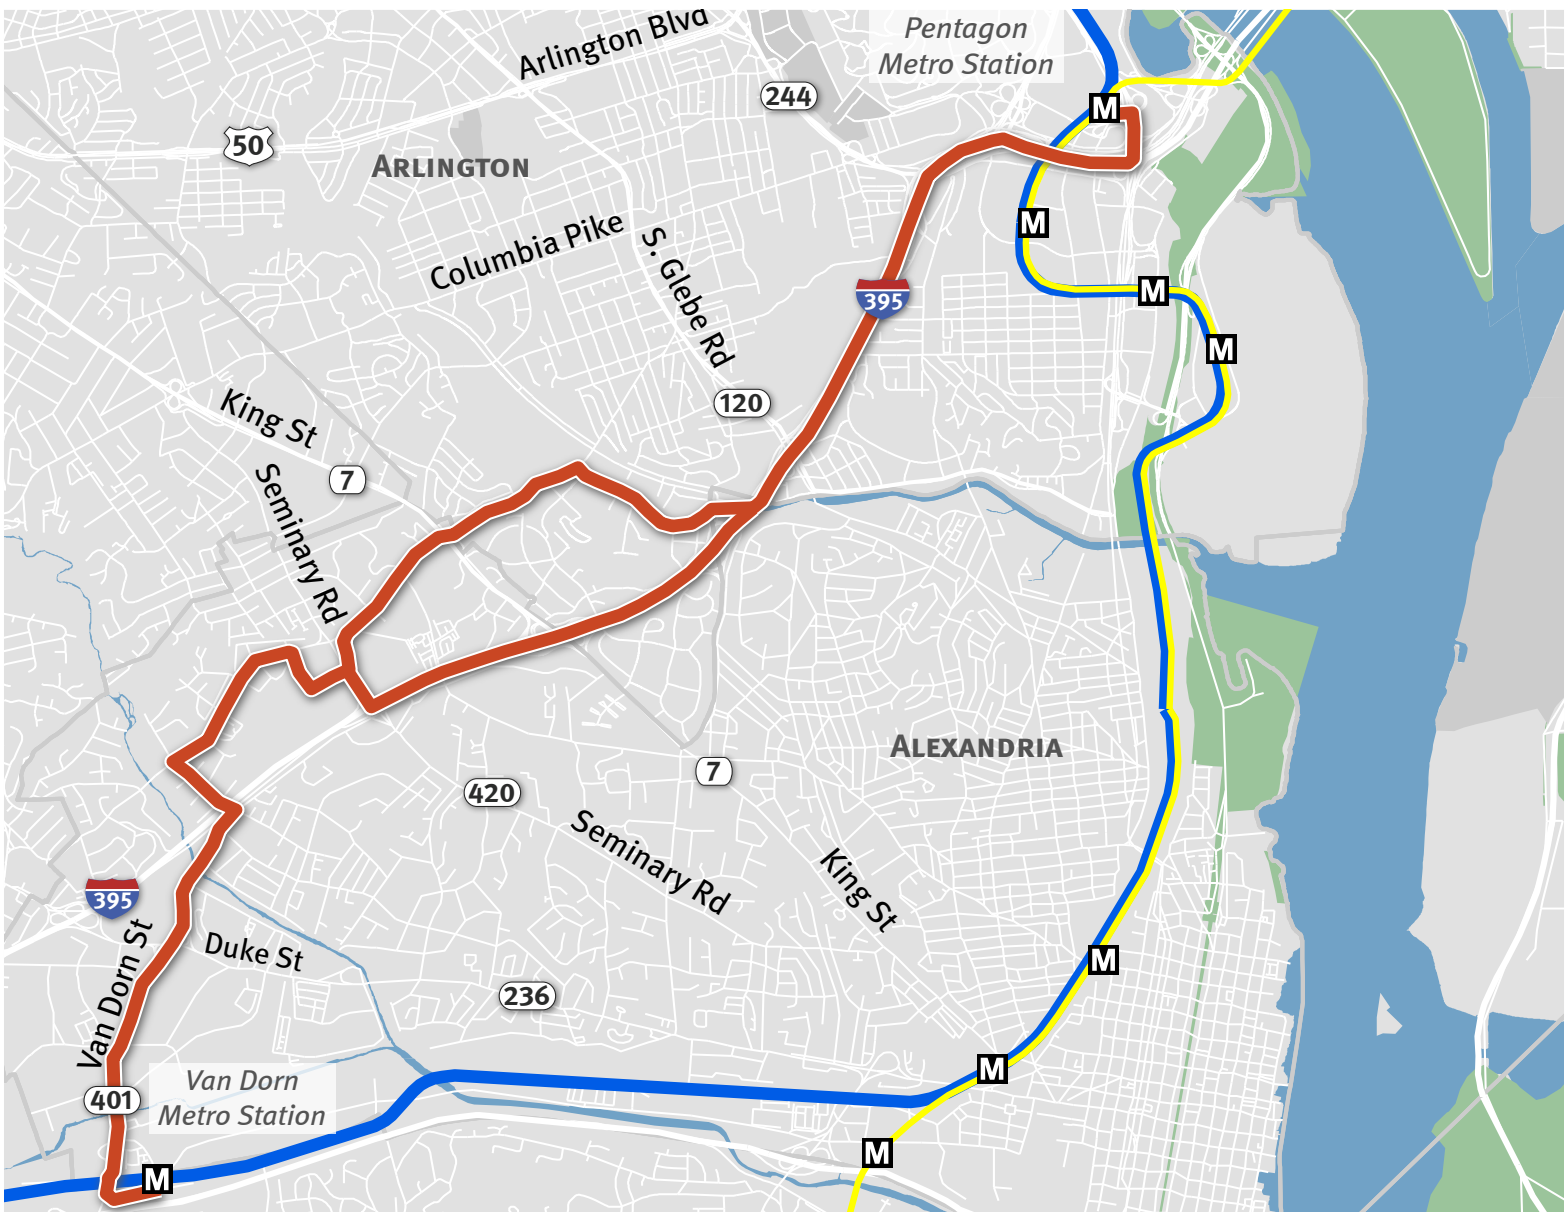 Arlington Blvd
Pentagon
Metro Station
244
M
50
ARLINGTON
Columbia Pike
S. Glebe Rd
M
395
M
M
120
King St
7
Seminary Rd
ALEXANDRIA
7
420
Seminary Rd
King St
395
Van Dorn St
Duke St
236
M
M
Van Dorn
Metro Station
401
M
M